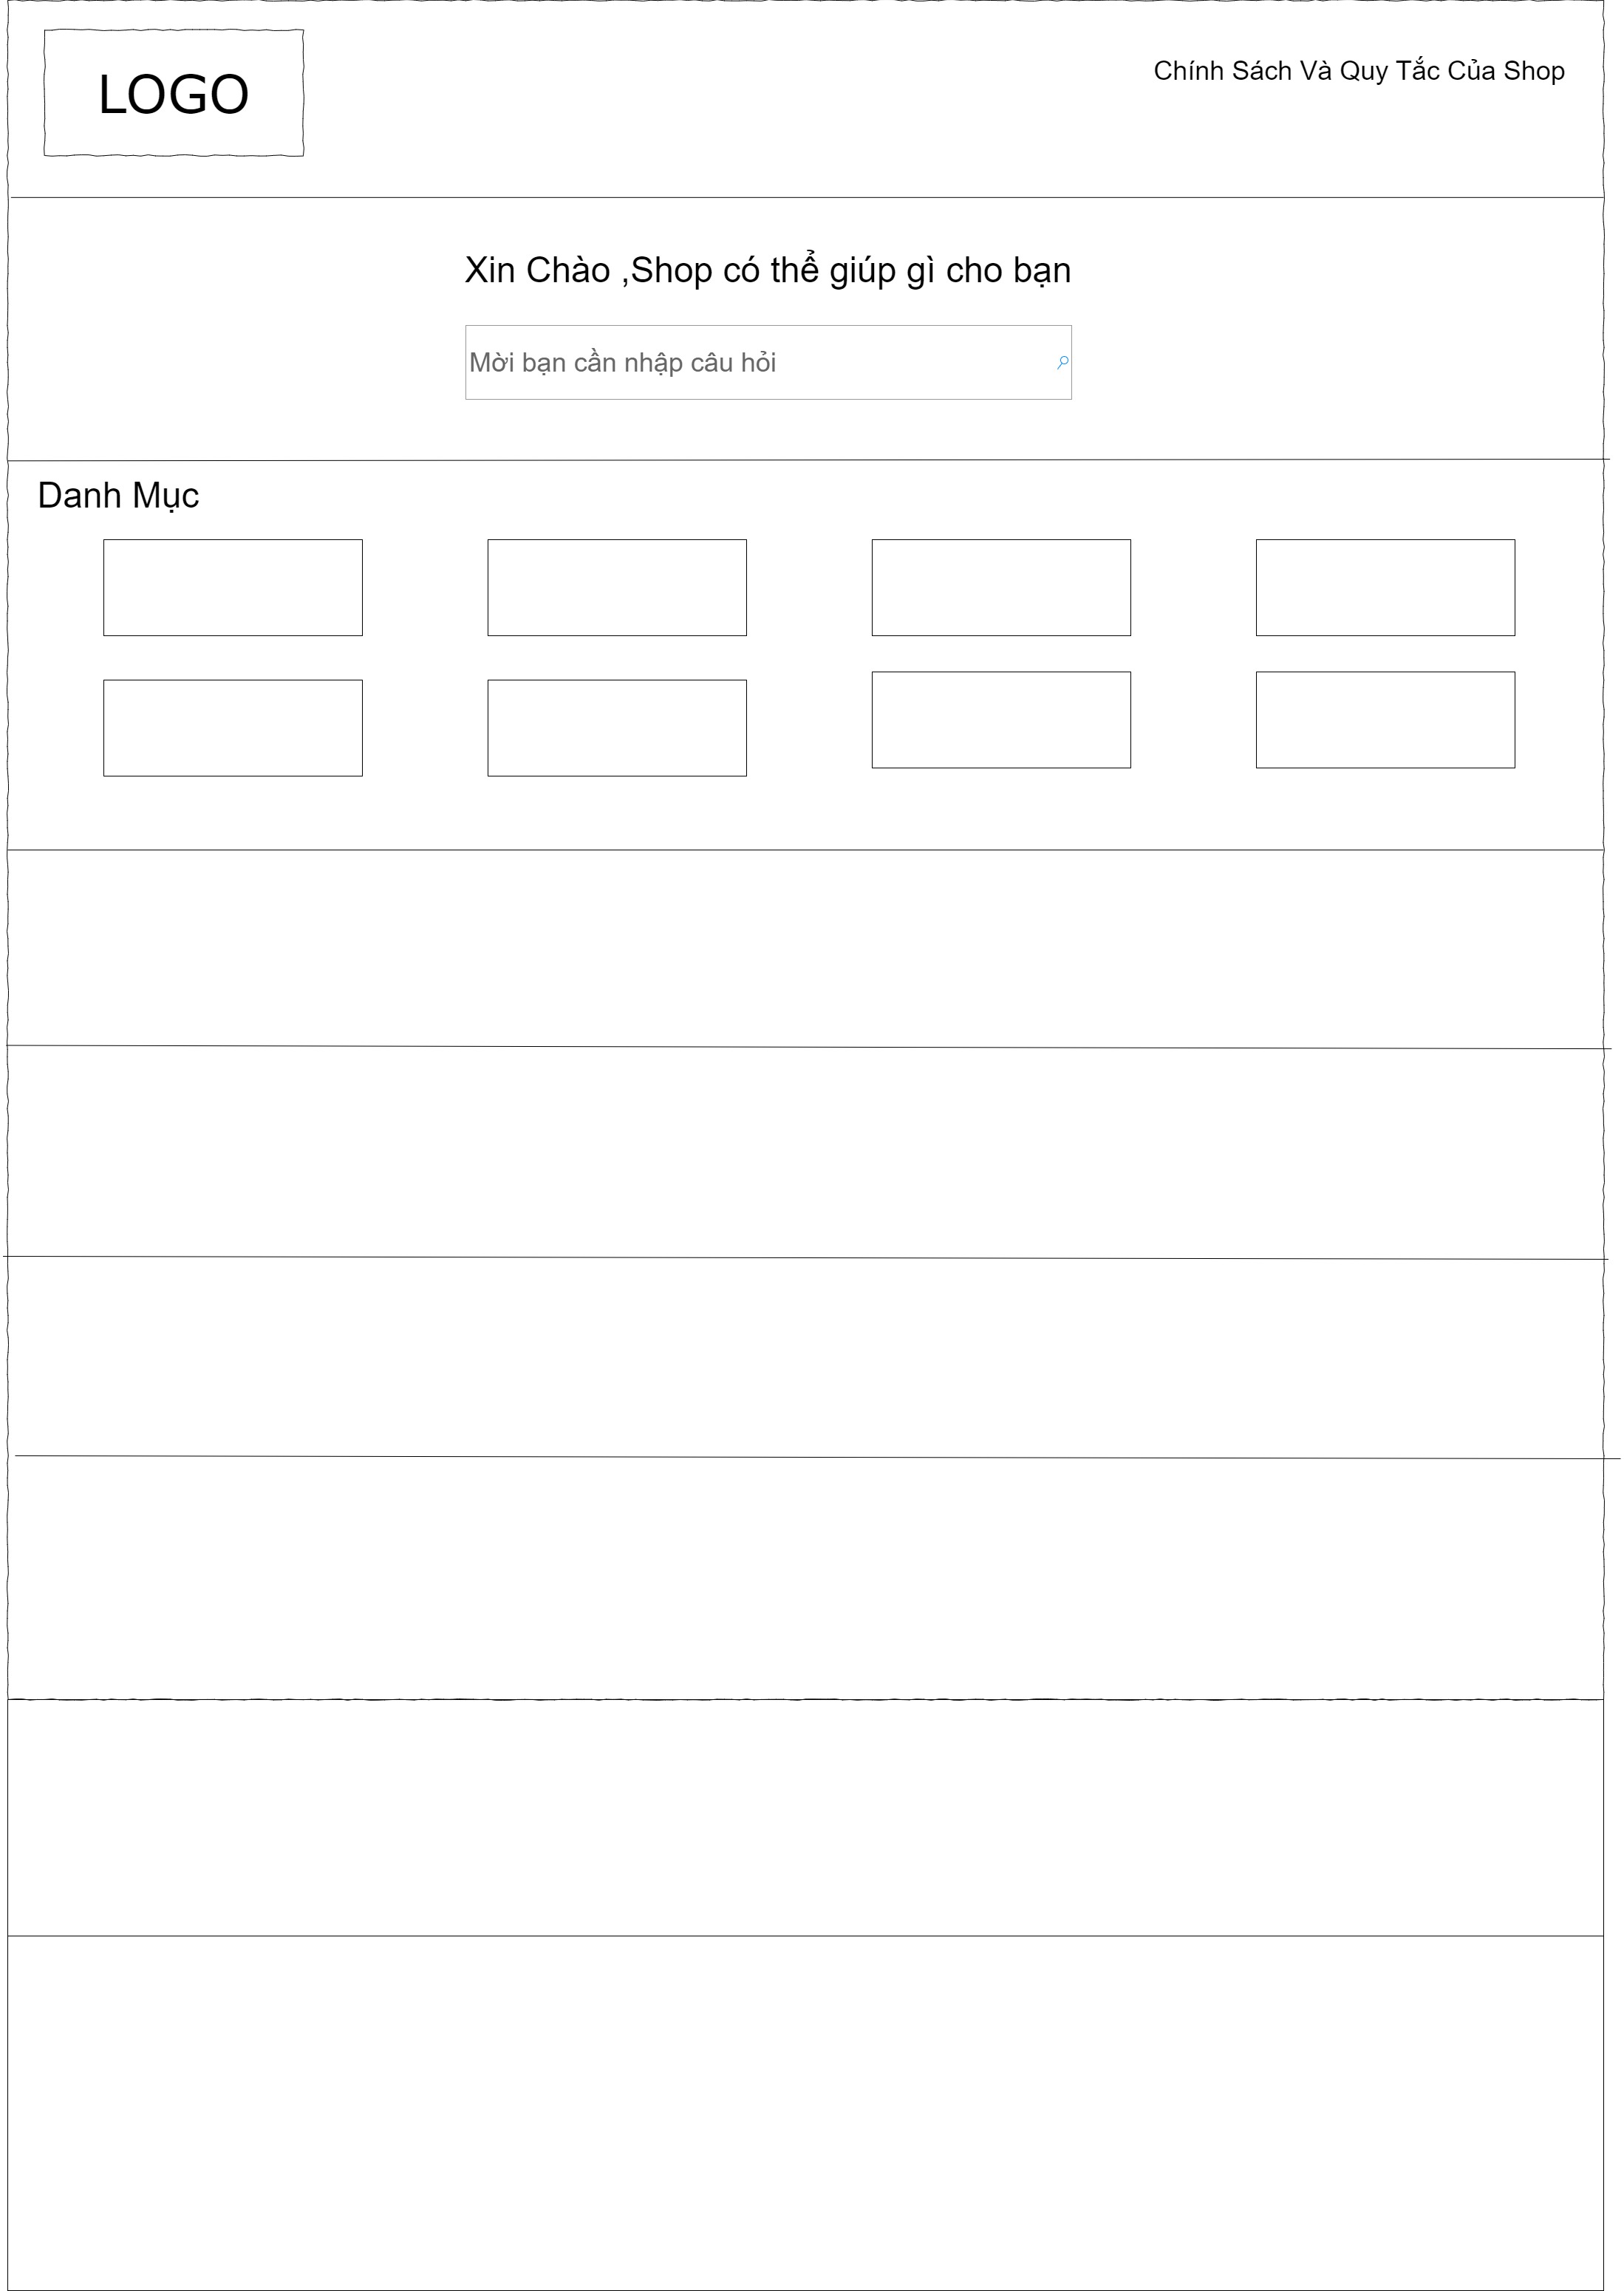 LOGO
Chính Sách Và Quy Tắc Của Shop
Xin Chào ,Shop có thể giúp gì cho bạn
Mời bạn cần nhập câu hỏi
Danh Mục